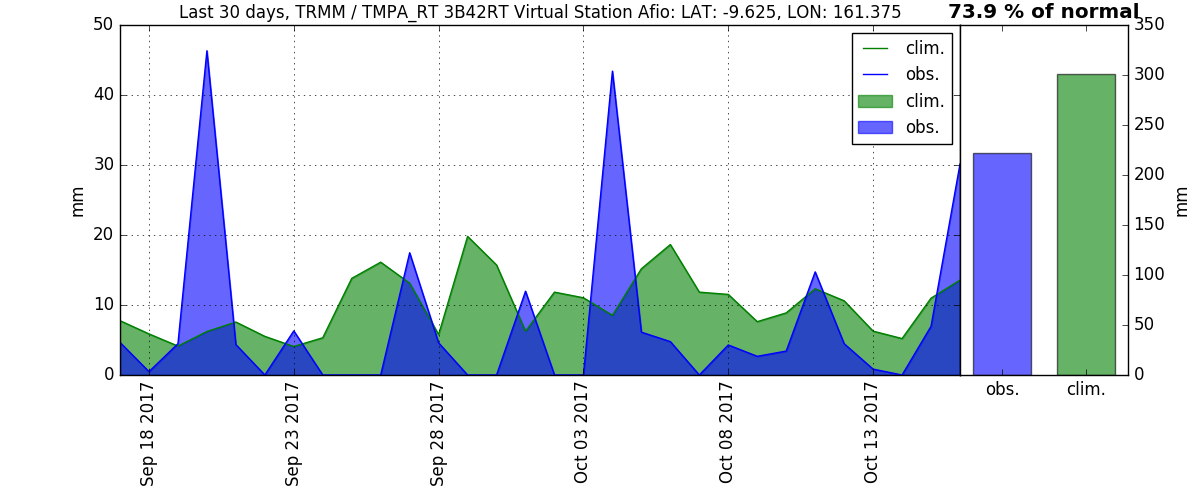 Last 30 days, TRMM / TMPA_RT 3B42RT Virtual Station Afio: LAT: -9.625, LON: 161.375
73.9 % of normal
50
40
30
20
10
0
mm
clim.
obs.
clim.
obs.
Sep 18 2017
Sep 23 2017
Sep 28 2017
Oct 03 2017
Oct 08 2017
Oct 13 2017
350
300
250
200
150
100
50
0
mm
obs.
clim.